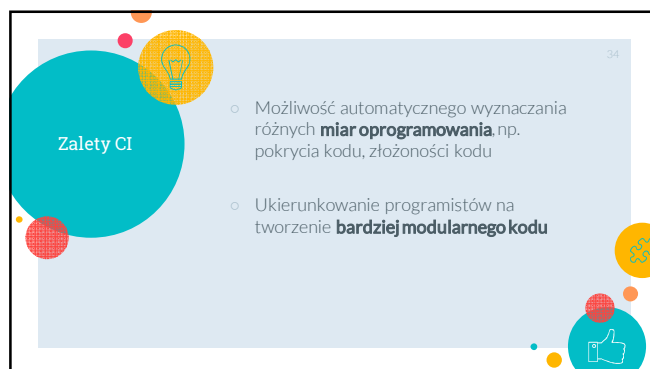 34
Zalety CI
○ Możliwość automatycznego wyznaczania
różnych miar oprogramowania, np.
pokrycia kodu, złożoności kodu
○ Ukierunkowanie programistów na
tworzenie bardziej modularnego kodu